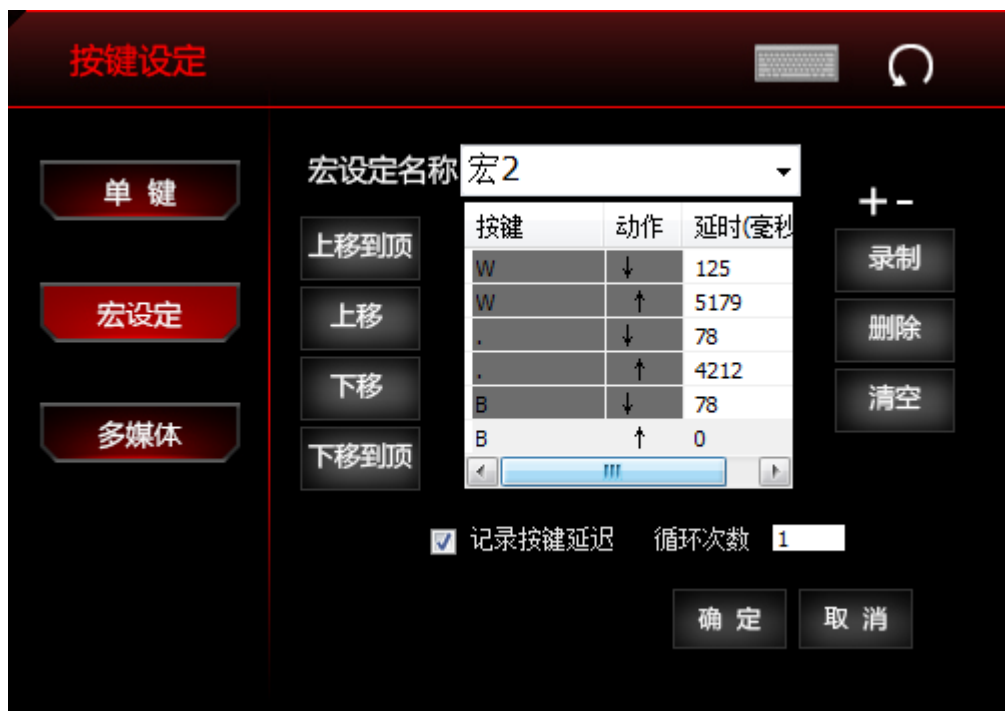 按键设定
单 键
宏设定
多媒体
宏设定名称 宏2
+ -
上移到顶
上移
下移
下移到顶
按键 动作 延时(毫秒
W ↓ 125
W ↑ 5179
. ↓ 78
. ↑ 4212
B ↓ 78
B ↑ 0
录制
删除
清空
记录按键延迟 循环次数 1
确 定 取 消